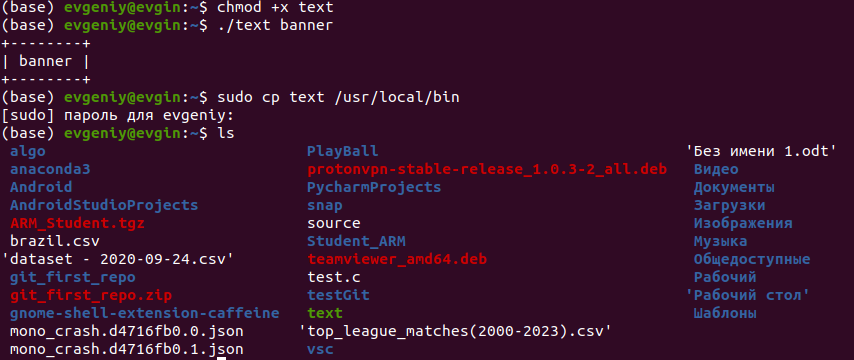 (base) evgeniy@evgin:~$ chmod +x text
(base) evgeniy@evgin:~$ ./text banner
+--------+
| banner |
+--------+
(base) evgeniy@evgin:~$ sudo cp text /usr/local/bin
[sudo] пароль для evgeniy:
(base) evgeniy@evgin:~$ ls
algo PlayBall 'Без имени 1.odt'
anaconda3 protonvpn-stable-release_1.0.3-2_all.deb Видео
Android PycharmProjects Документы
AndroidStudioProjects snap Загрузки
ARM_Student.tgz source Изображения
brazil.csv Student_ARM Музыка
'dataset - 2020-09-24.csv' teamviewer_amd64.deb Общедоступные
git_first_repo test.c Рабочий
git_first_repo.zip testGit 'Рабочий стол'
gnome-shell-extension-caffeine text Шаблоны
mono_crash.d4716fb0.0.json 'top_league_matches(2000-2023).csv'
mono_crash.d4716fb0.1.json vsc